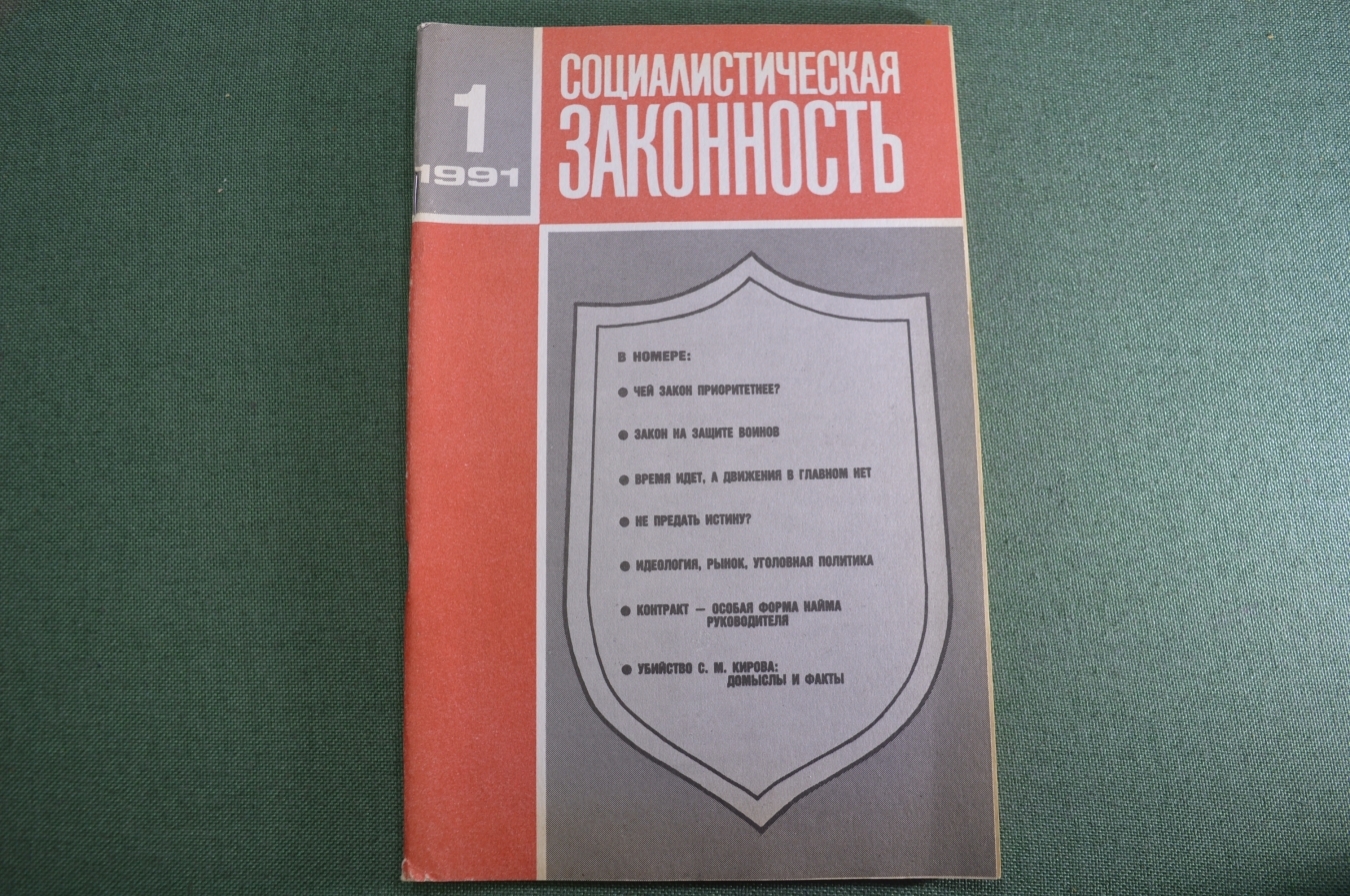 1
1991
СОЦИАЛИСТИЧЕСКАЯ
ЗАКОННОСТЬ
В НОМЕРЕ:
● ЧЕЙ ЗАКОН ПРИОРИТЕТНЕЕ?
● ЗАКОН НА ЗАЩИТЕ ВОИНОВ
● ВРЕМЯ ИДЕТ, А ДВИЖЕНИЯ В ГЛАВНОМ НЕТ
● НЕ ПРЕДАТЬ ИСТИНУ?
● ИДЕОЛОГИЯ, РЫНОК, УГОЛОВНАЯ ПОЛИТИКА
● КОНТРАКТ — ОСОБАЯ ФОРМА НАЙМА
РУКОВОДИТЕЛЯ
● УБИЙСТВО С. М. КИРОВА:
ДОМЫСЛЫ И ФАКТЫ